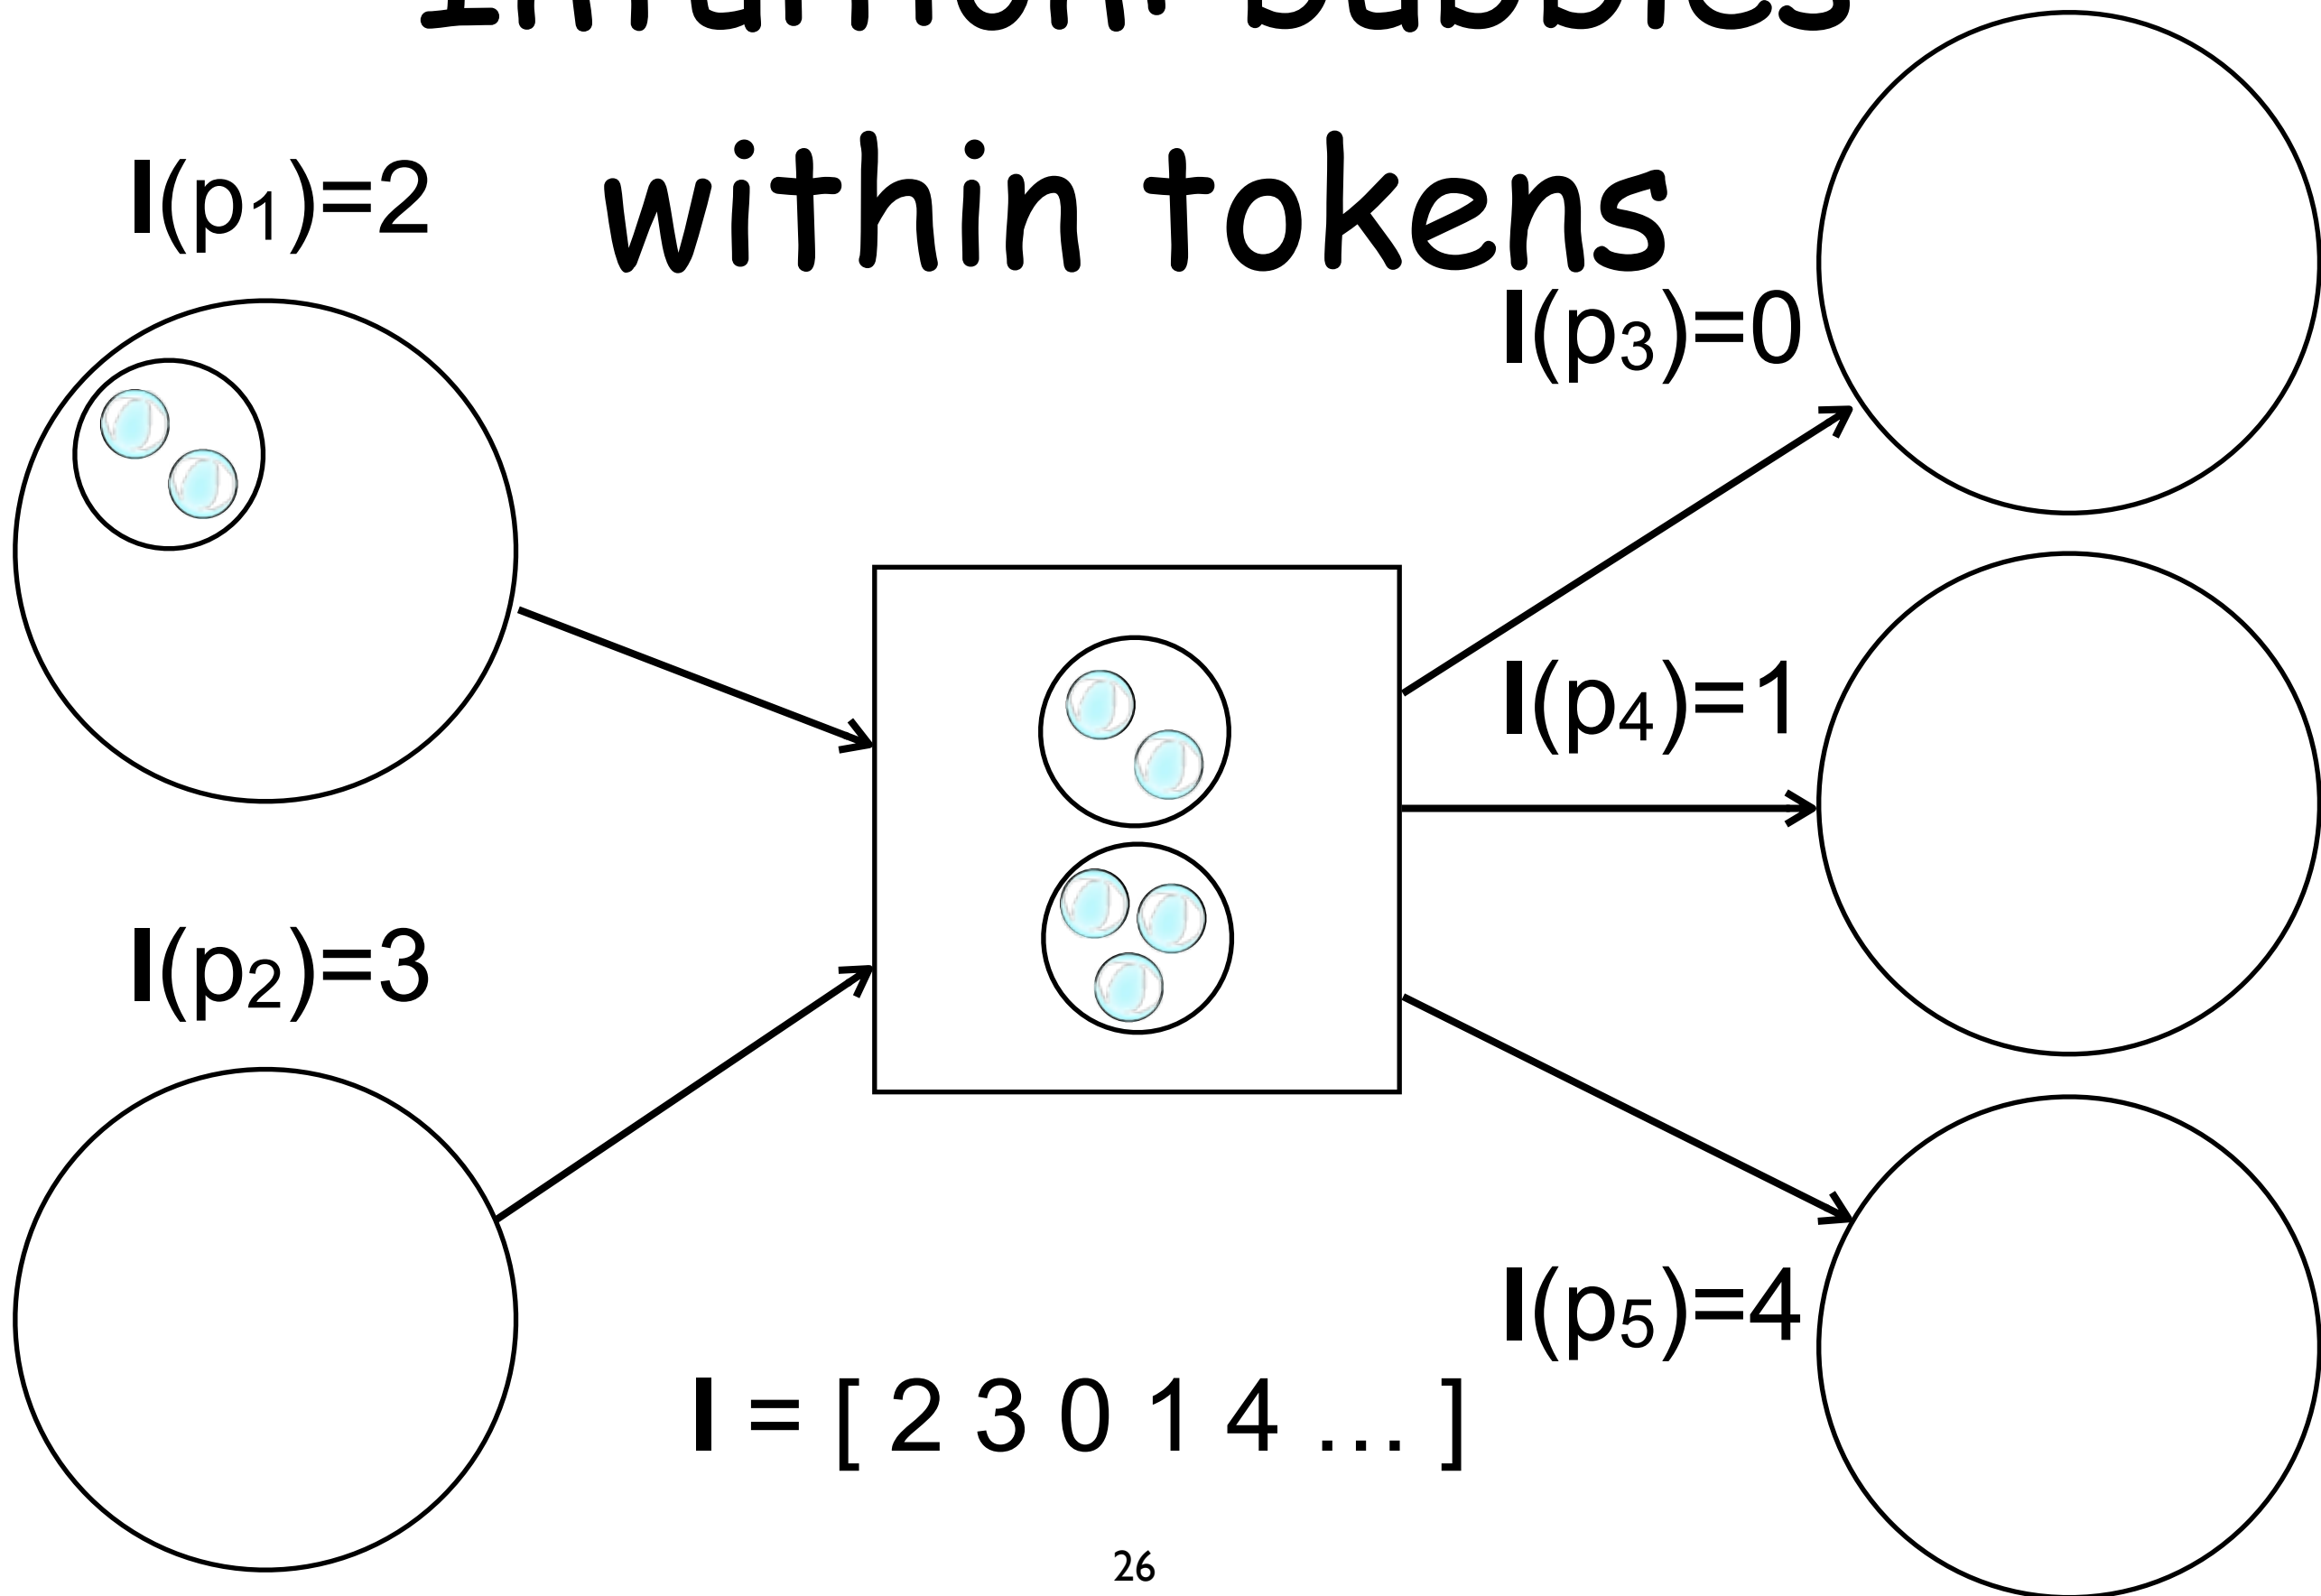 within tokens
I(p1)=2
I(p3)=0
I(p4)=1
I(p2)=3
I(p5)=4
I = [ 2 3 0 1 4 ... ]
26